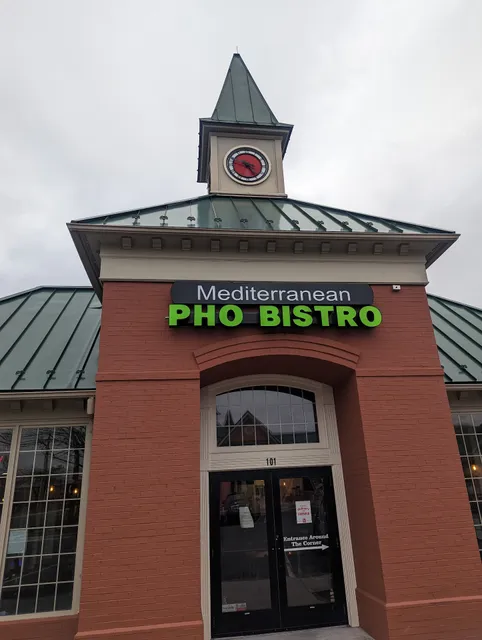 Mediterranean
PHO BISTRO
101
Entrance Around
The Corner